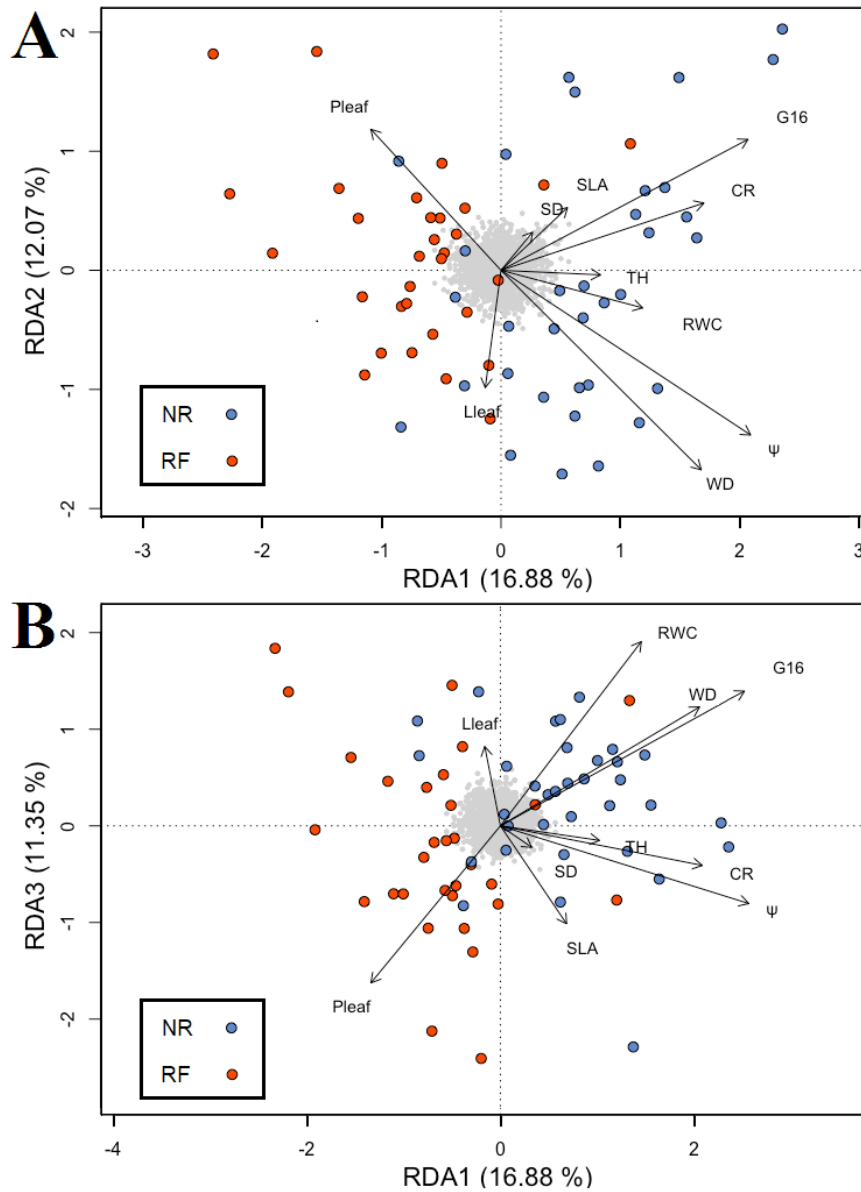 A
2
1
0
-1
-2
RDA2 (12.07 %)
Pleaf
G16
SLA
CR
SD
TH
RWC
Lleaf
ψ
WD
NR
RF
-3
-2
-1
0
1
2
3
RDA1 (16.88 %)
B
2
1
0
-1
-2
RDA3 (11.35 %)
RWC
G16
WD
Lleaf
TH
SD
CR
ψ
SLA
Pleaf
NR
RF
-4
-2
0
2
RDA1 (16.88 %)